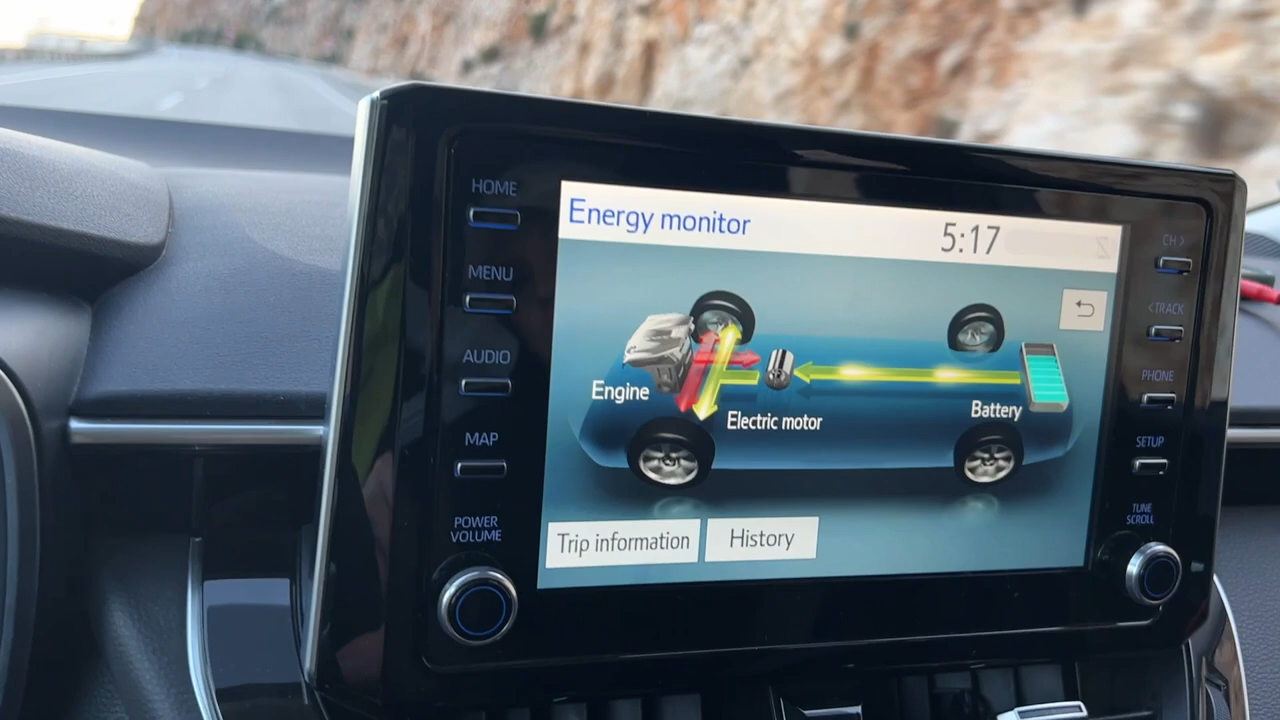 HOME
MENU
AUDIO
MAP
POWER
VOLUME
Energy monitor
5:17
Engine
Electric motor
Battery
Trip information
History
CH >
< TRACK
PHONE
SETUP
TUNE
SCROLL